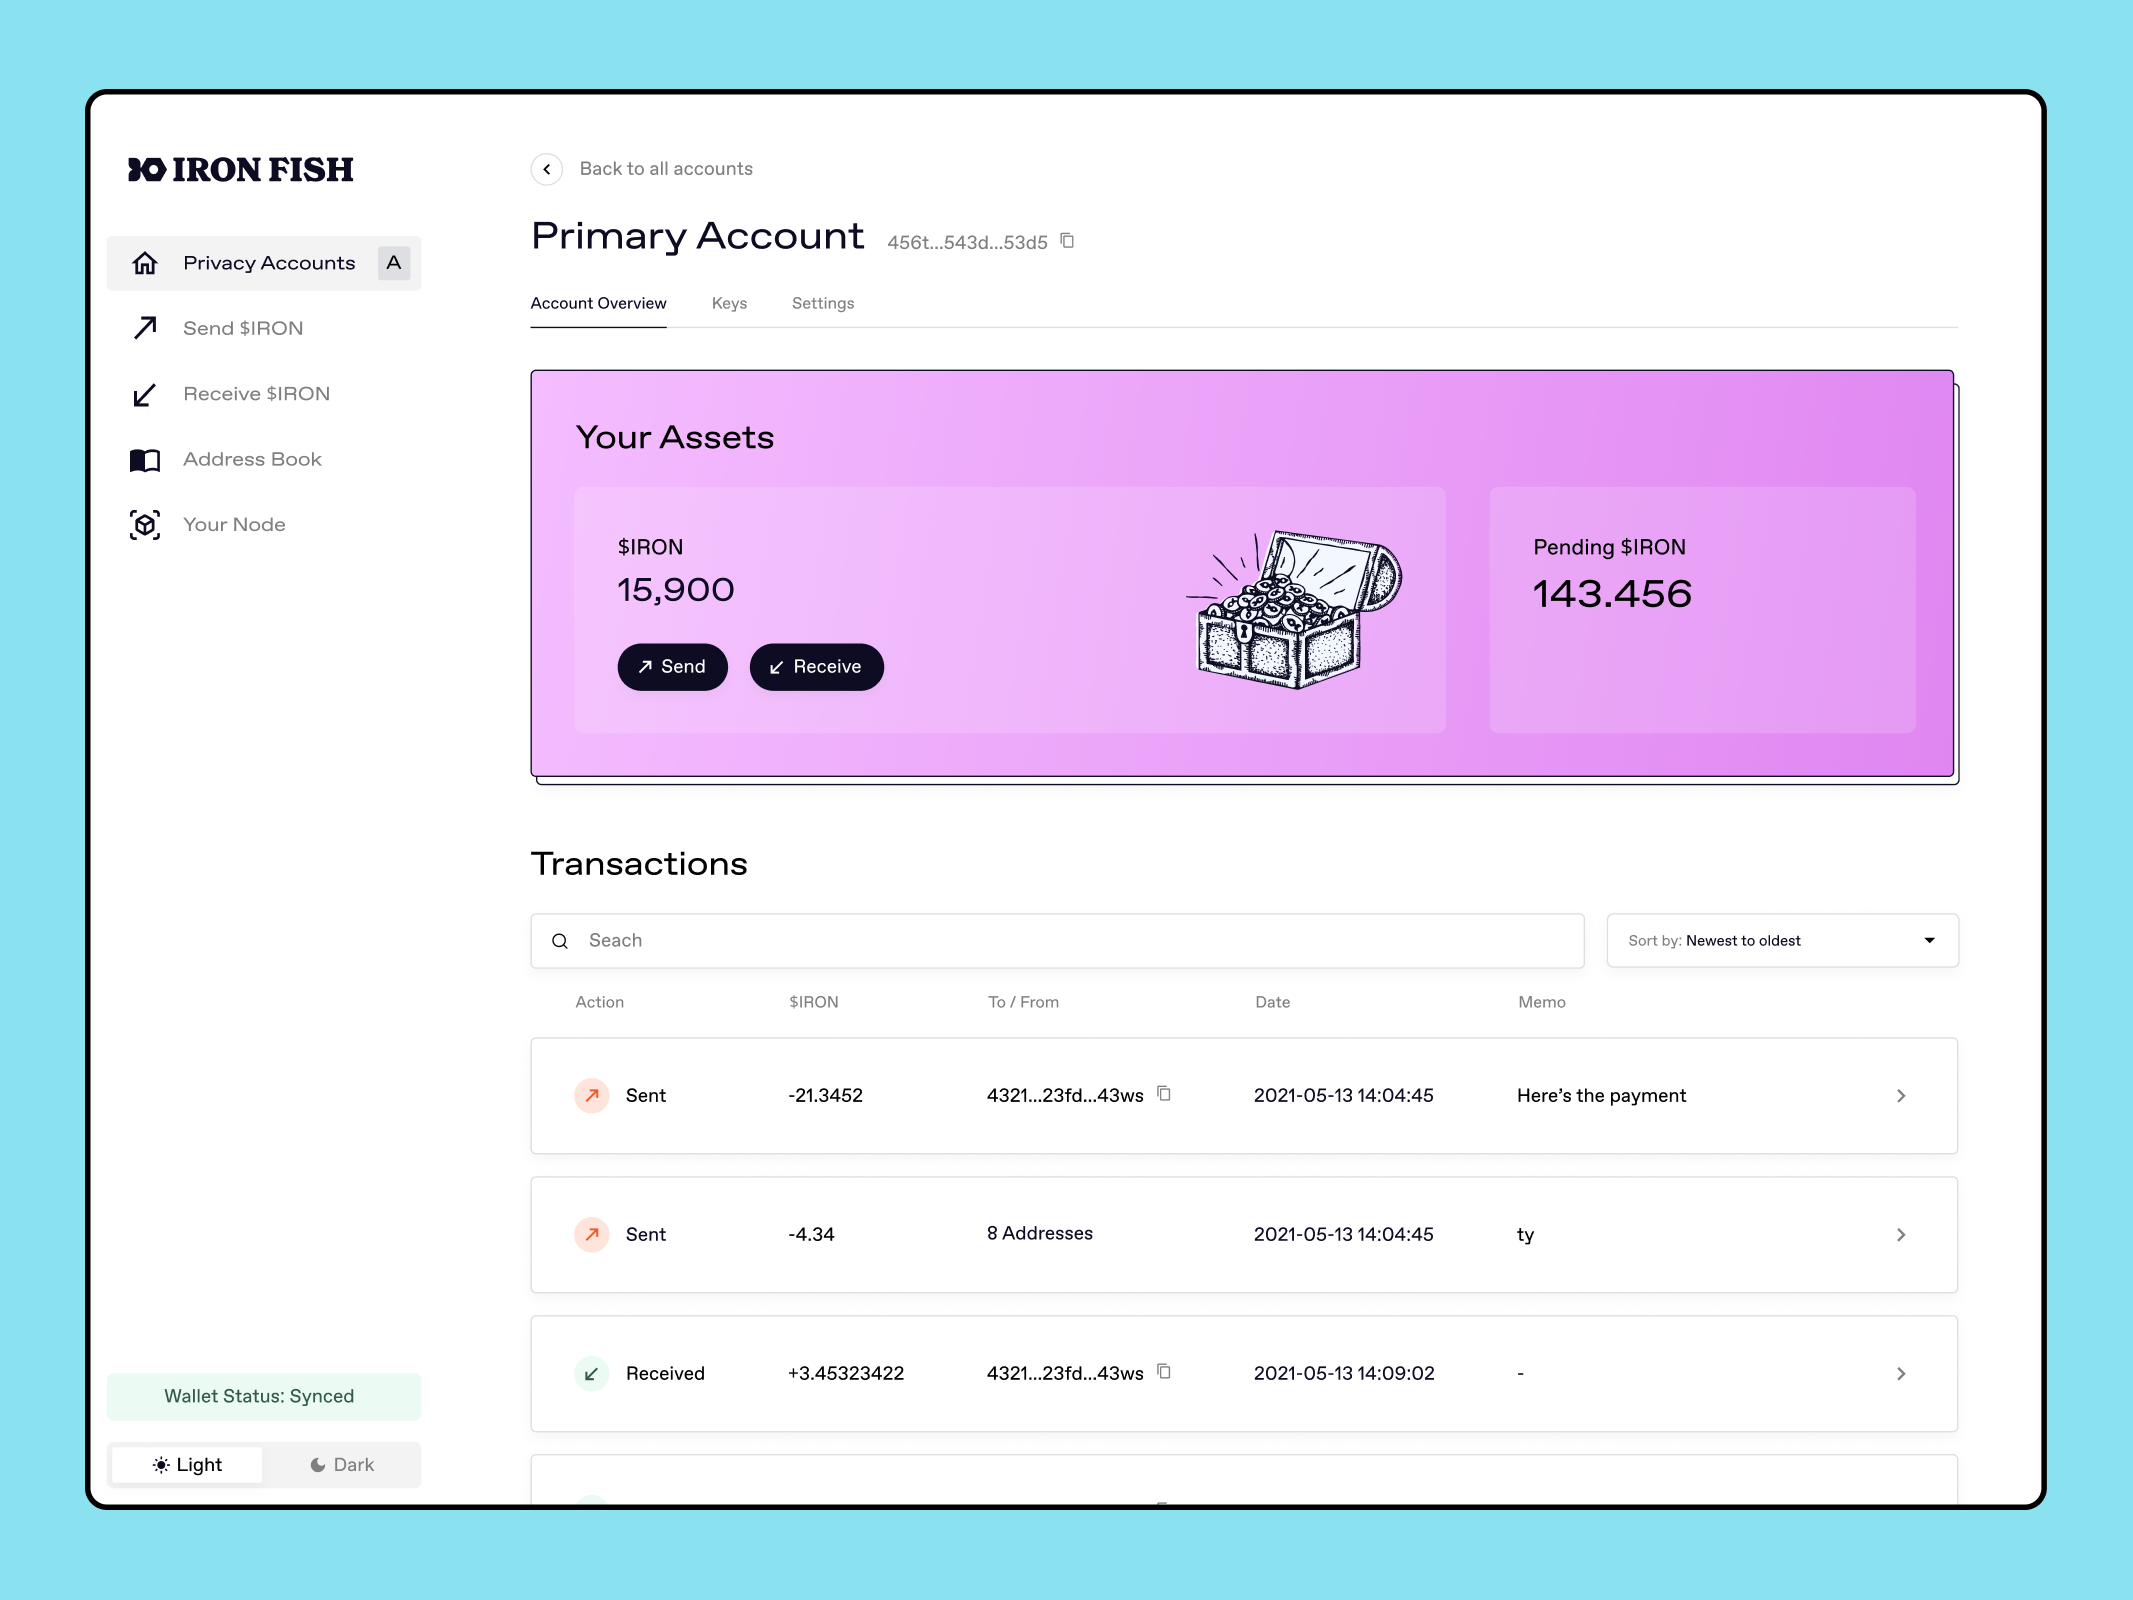 IRON FISH
Privacy Accounts A
Send $IRON
Receive $IRON
Address Book
Your Node
Wallet Status: Synced
Light Dark
Back to all accounts
Primary Account 456t...543d...53d5
Account Overview Keys Settings
Your Assets
$IRON
15,900
Send Receive
Pending $IRON
143.456
Transactions
Seach
Sort by: Newest to oldest
Action $IRON To / From Date Memo
Sent -21.3452 4321...23fd...43ws 2021-05-13 14:04:45 Here’s the payment
Sent -4.34 8 Addresses 2021-05-13 14:04:45 ty
Received +3.45323422 4321...23fd...43ws 2021-05-13 14:09:02 -